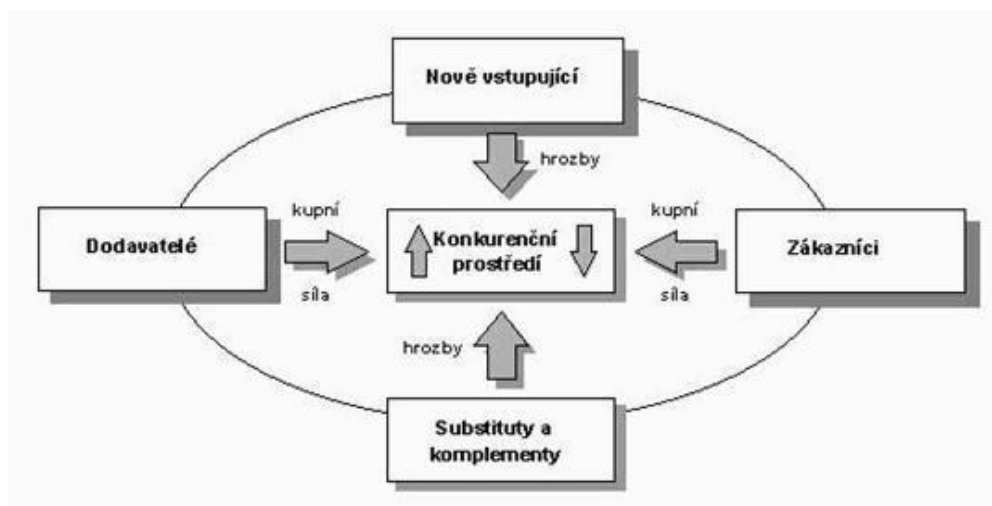 Nově vstupující
hrozby
kupní
kupní
Dodavatelé
Konkurenční
prostředí
Zákazníci
síla
síla
hrozby
Substituty a
komplementy